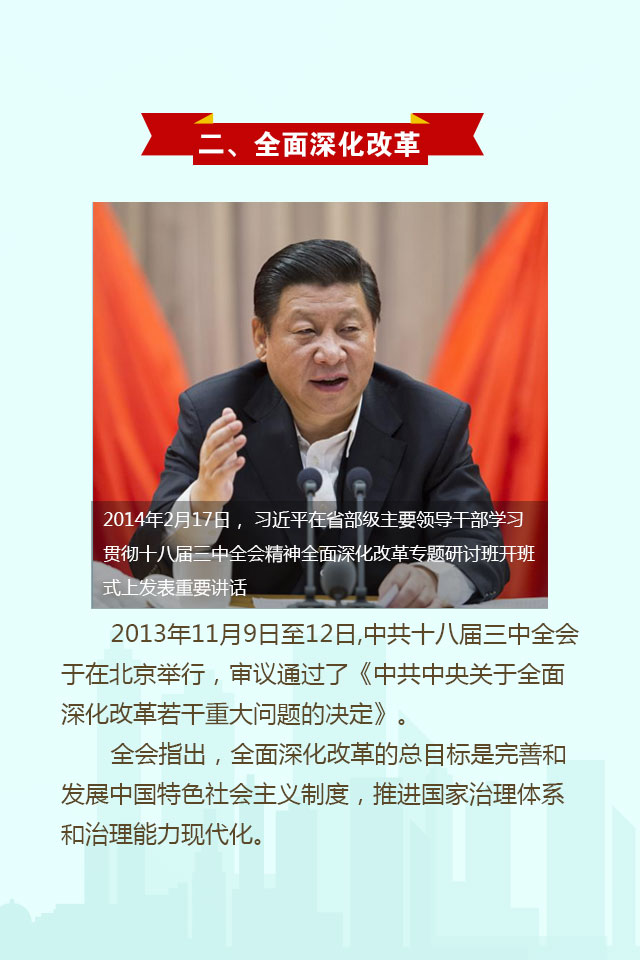 二、全面深化改革
2014年2月17日，习近平在省部级主要领导干部学习
贯彻十八届三中全会精神全面深化改革专题研讨班开班
式上发表重要讲话
2013年11月9日至12日,中共十八届三中全会
于在北京举行，审议通过了《中共中央关于全面
深化改革若干重大问题的决定》。
全会指出，全面深化改革的总目标是完善和
发展中国特色社会主义制度，推进国家治理体系
和治理能力现代化。